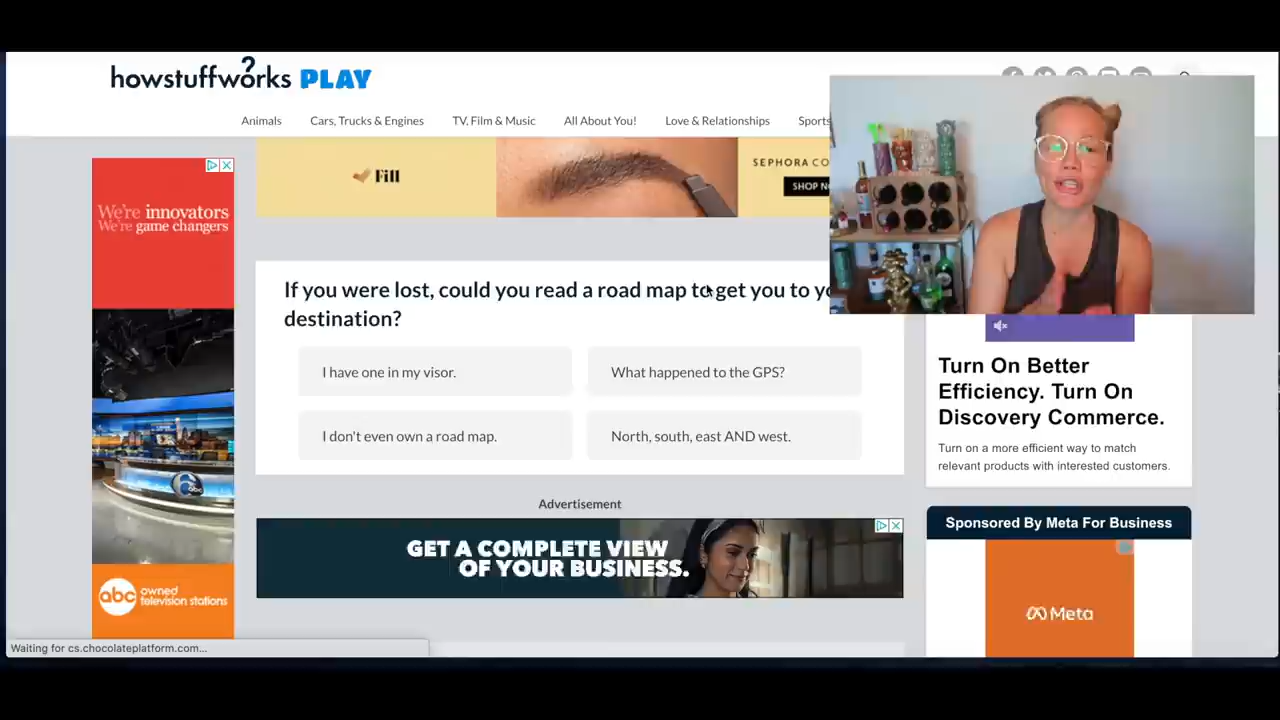 howstuffworks PLAY
Animals Cars, Trucks & Engines TV, Film & Music All About You! Love & Relationships Sports
We're innovators
We're game changers
Fill
SEPHORA CO
SHOP
If you were lost, could you read a road map to get you to
destination?
I have one in my visor.
What happened to the GPS?
I don't even own a road map.
North, south, east AND west.
Advertisement
GET A COMPLETE VIEW
OF YOUR BUSINESS.
abc
abc owned
television stations
Turn On Better
Efficiency. Turn On
Discovery Commerce.
Turn on a more efficient way to match
relevant products with interested customers.
Sponsored By Meta For Business
Meta
Waiting for cs.chocolateplatform.com...